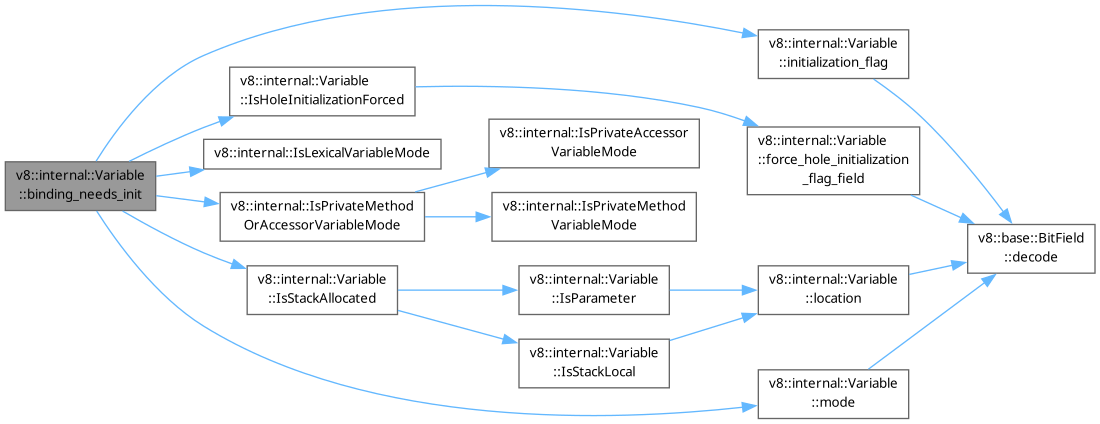 v8::internal::Variable
::binding_needs_init
v8::internal::Variable
::IsHoleInitializationForced
v8::internal::IsLexicalVariableMode
v8::internal::IsPrivateMethod
OrAccessorVariableMode
v8::internal::Variable
::IsStackAllocated
v8::internal::IsPrivateAccessor
VariableMode
v8::internal::IsPrivateMethod
VariableMode
v8::internal::Variable
::IsParameter
v8::internal::Variable
::IsStackLocal
v8::internal::Variable
::initialization_flag
v8::internal::Variable
::force_hole_initialization
_flag_field
v8::internal::Variable
::location
v8::internal::Variable
::mode
v8::base::BitField
::decode